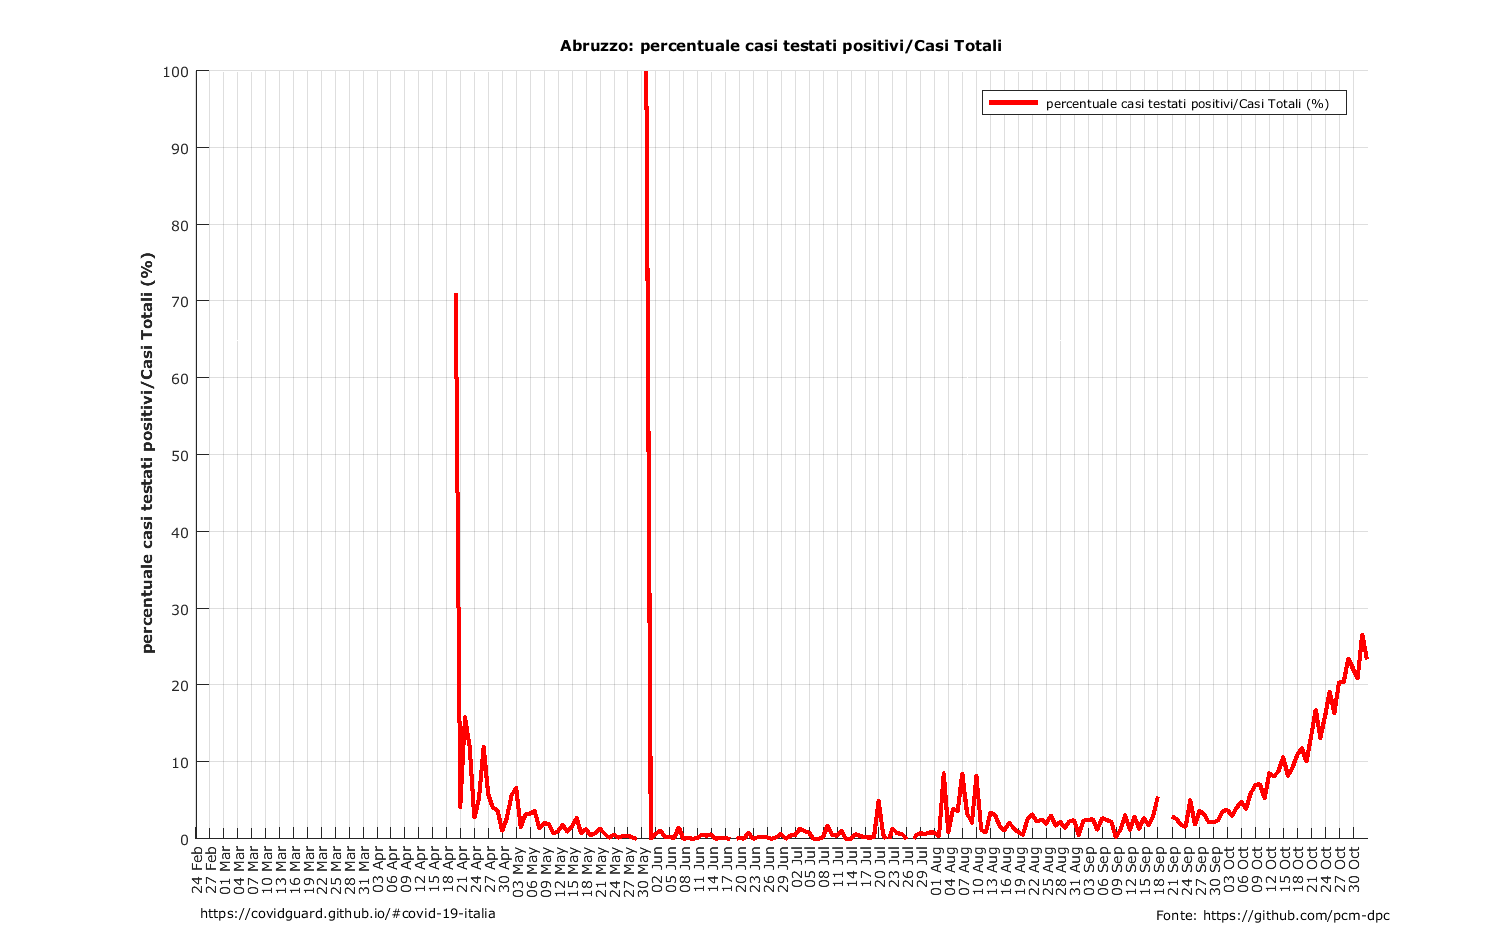 Abruzzo: percentuale casi testati positivi/Casi Totali
percentuale casi testati positivi/Casi Totali (%)
percentuale casi testati positivi/Casi Totali (%)
100
90
80
70
60
50
40
30
20
10
0
24 Feb
27 Feb
01 Mar
04 Mar
07 Mar
10 Mar
13 Mar
16 Mar
19 Mar
22 Mar
25 Mar
28 Mar
31 Mar
03 Apr
06 Apr
09 Apr
12 Apr
15 Apr
18 Apr
21 Apr
24 Apr
27 Apr
30 Apr
03 May
06 May
09 May
12 May
15 May
18 May
21 May
24 May
27 May
30 May
02 Jun
05 Jun
08 Jun
11 Jun
14 Jun
17 Jun
20 Jun
23 Jun
26 Jun
29 Jun
02 Jul
05 Jul
08 Jul
11 Jul
14 Jul
17 Jul
20 Jul
23 Jul
26 Jul
29 Jul
01 Aug
04 Aug
07 Aug
10 Aug
13 Aug
16 Aug
19 Aug
22 Aug
25 Aug
28 Aug
31 Aug
03 Sep
06 Sep
09 Sep
12 Sep
15 Sep
18 Sep
21 Sep
24 Sep
27 Sep
30 Sep
03 Oct
06 Oct
09 Oct
12 Oct
15 Oct
18 Oct
21 Oct
24 Oct
27 Oct
30 Oct
https://covidguard.github.io/#covid-19-italia
Fonte: https://github.com/pcm-dpc